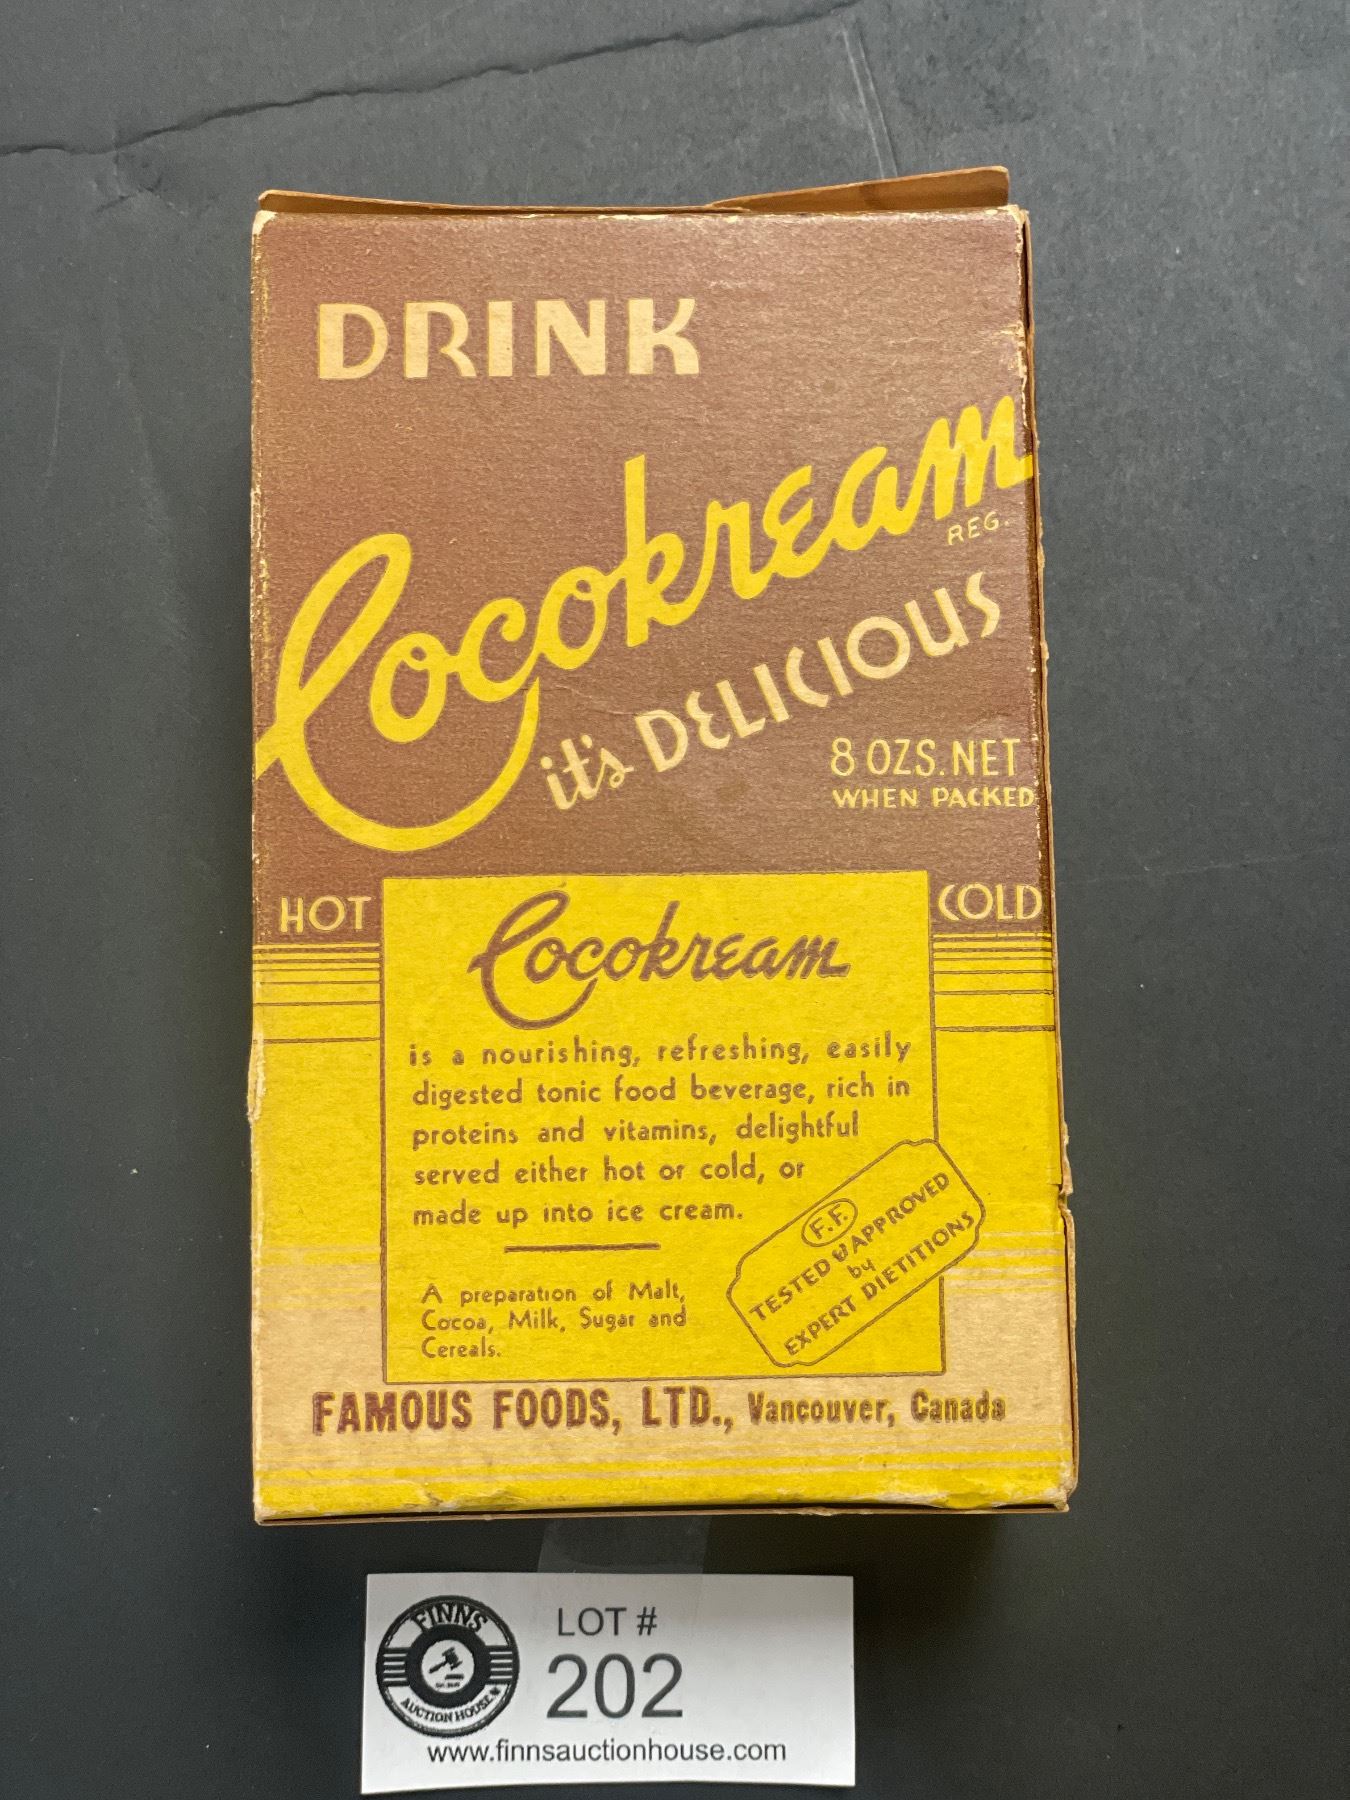 DRINK
Cocokream
REG.
it's DELICIOUS
8 OZS. NET
WHEN PACKED
HOT
COLD
Cocokream
is a nourishing, refreshing, easily
digested tonic food beverage, rich in
proteins and vitamins, delightful
served either hot or cold, or
made up into ice cream.
A preparation of Malt,
Cocoa, Milk, Sugar and
Cereals.
F.F.
TESTED & APPROVED
by
EXPERT DIETITIONS
FAMOUS FOODS, LTD., Vancouver, Canada
FINNS
AUCTION HOUSE
LOT #
202
www.finnsauctionhouse.com